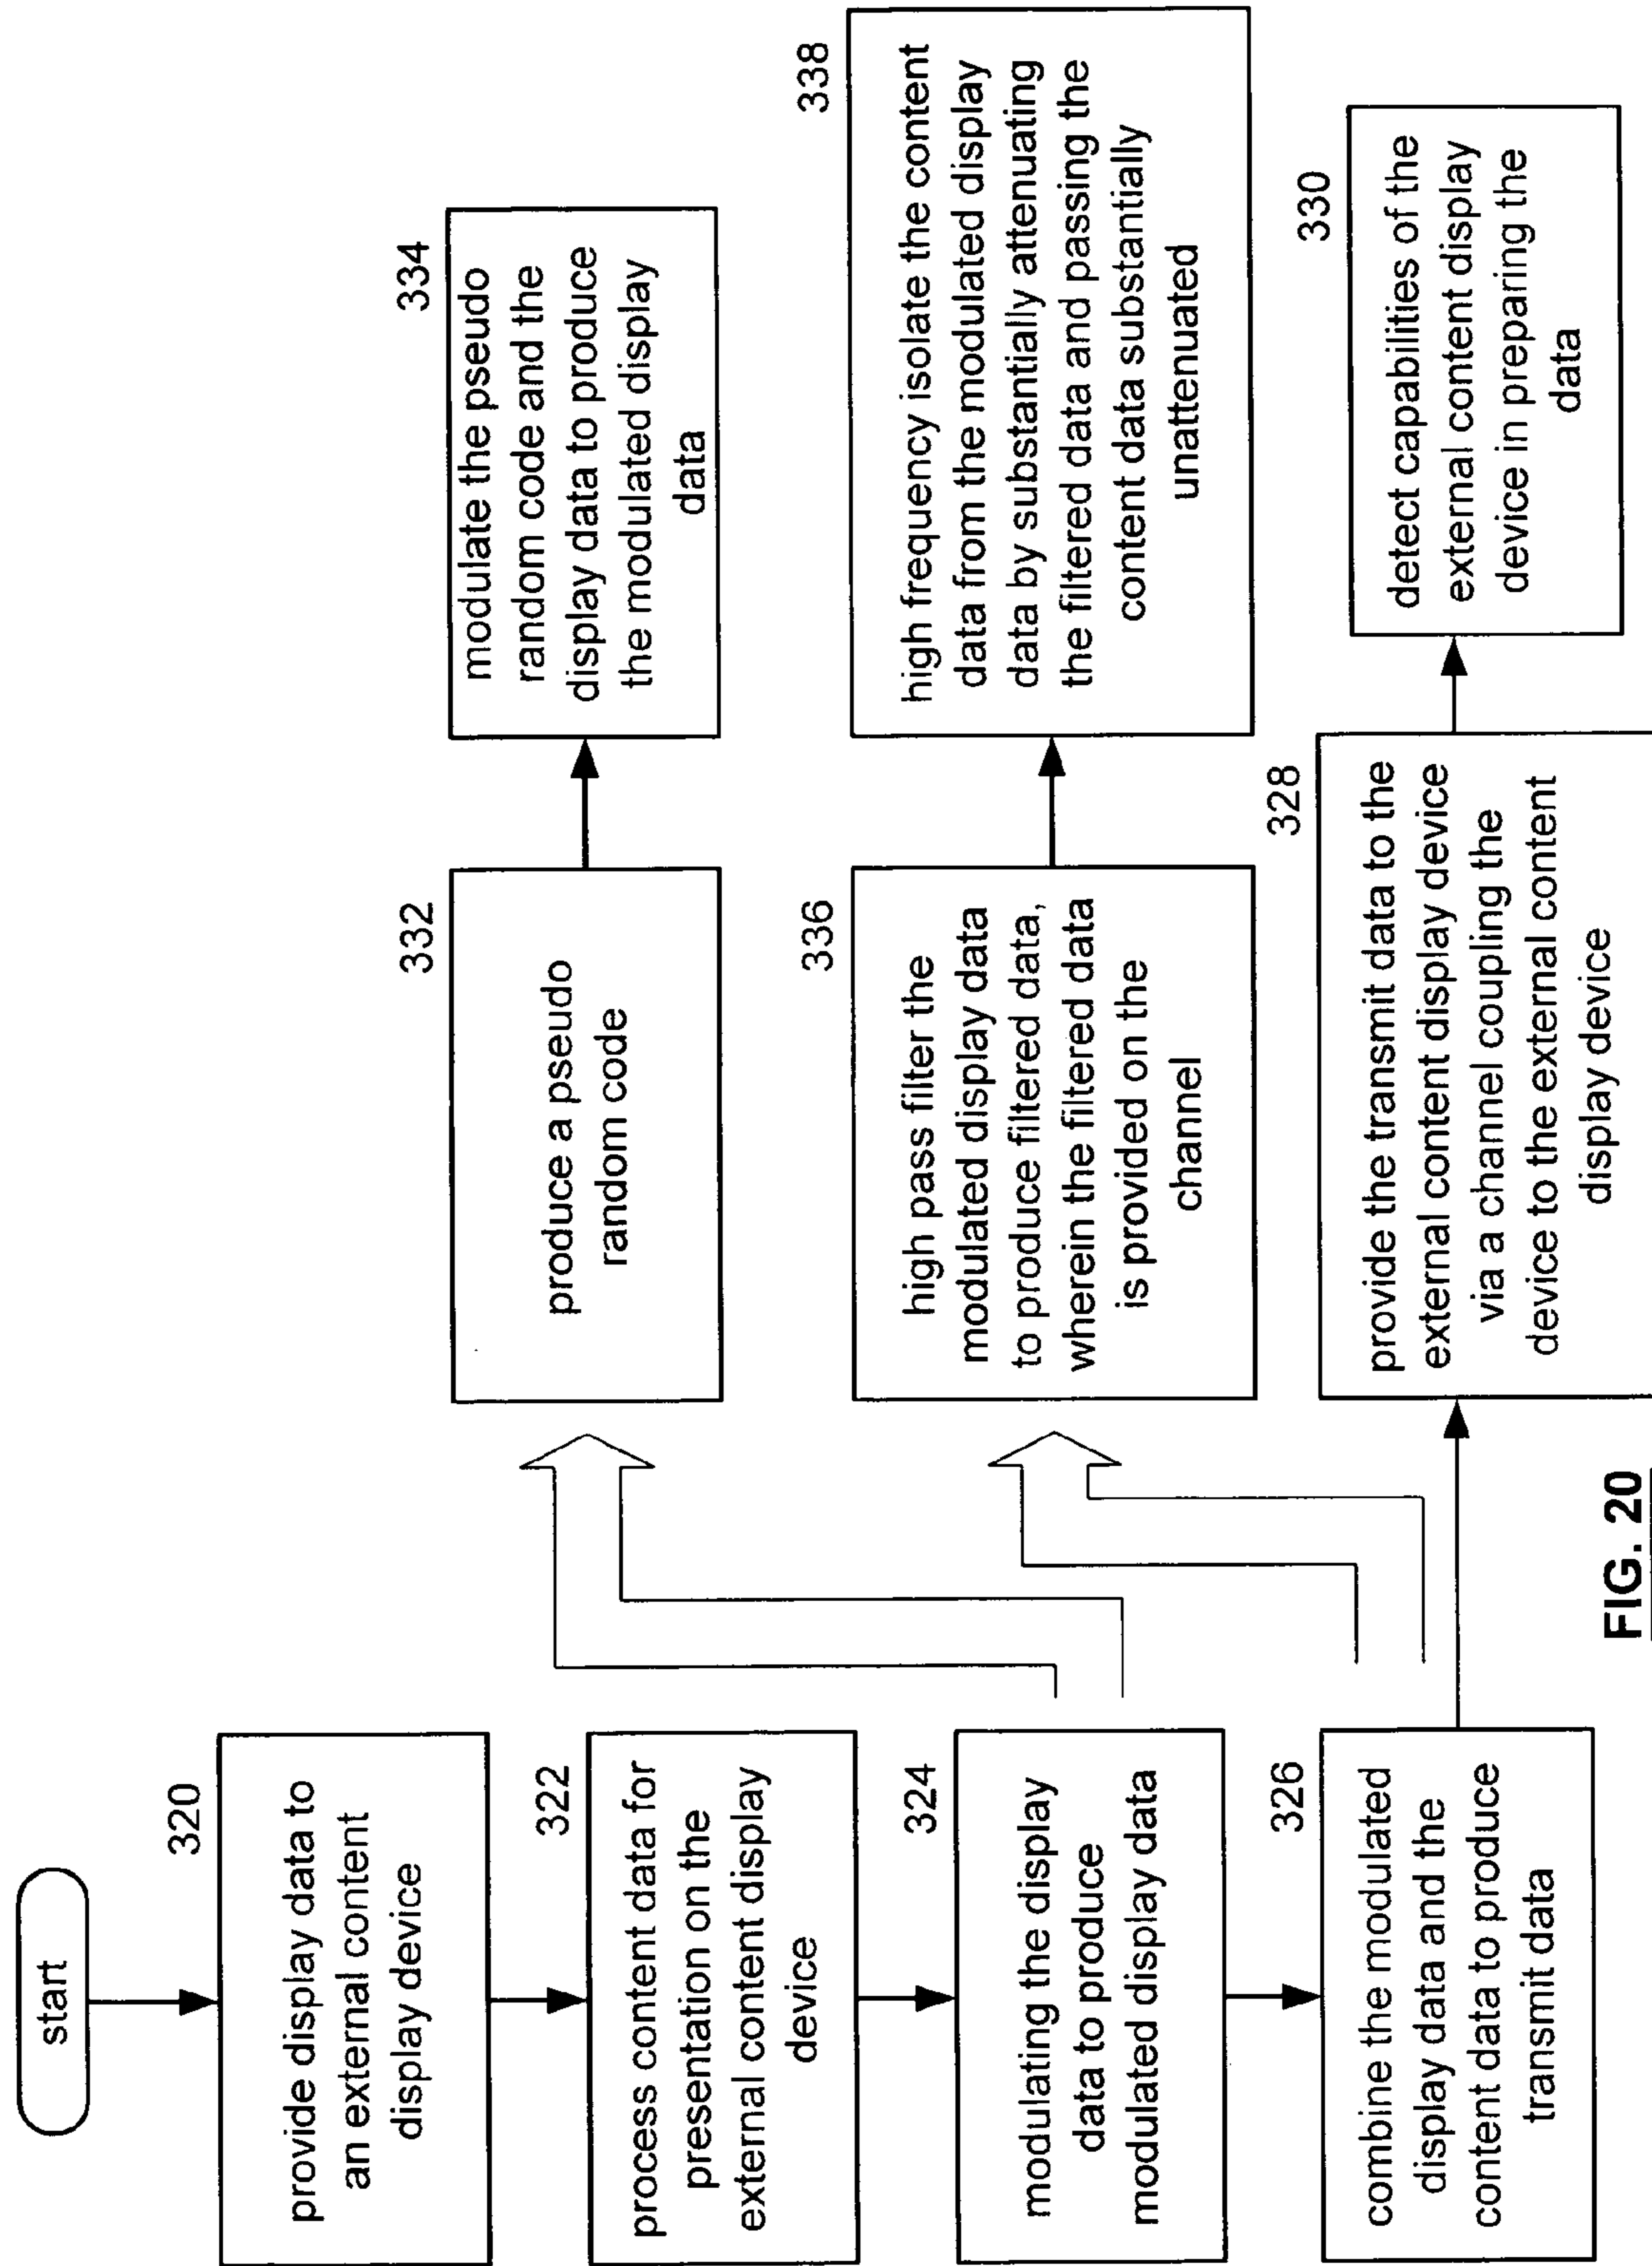 start
320
provide display data to
an external content
display device
322
process content data for
presentation on the
external content display
device
324
modulating the display
data to produce
modulated display data
326
combine the modulated
display data and the
content data to produce
transmit data
332
produce a pseudo
random code
334
modulate the pseudo
random code and the
display data to produce
the modulated display
data
336
high pass filter the
modulated display data
to produce filtered data,
wherein the filtered data
is provided on the
channel
338
high frequency isolate the content
data from the modulated display
data by substantially attenuating
the filtered data and passing the
content data substantially
unattenuated
328
provide the transmit data to the
external content display device
via a channel coupling the
device to the external content
display device
330
detect capabilities of the
external content display
device in preparing the
data
FIG. 20